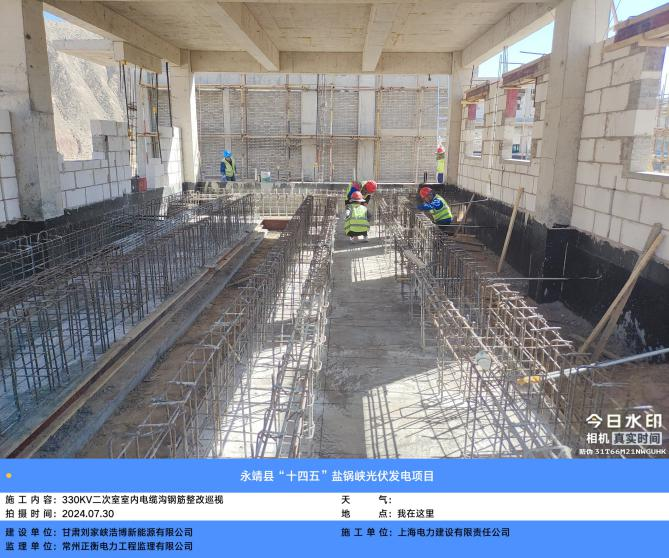 今日水印
相机 真实时间
防伪 31T66M21NWGUHK
永靖县“十四五”盐锅峡光伏发电项目
施工内容：330KV二次室室内电缆沟钢筋整改巡视
天气：
拍摄时间：2024.07.30
地点：我在这里
建设单位：甘肃刘家峡浩博新能源有限公司
施工单位：上海电力建设有限责任公司
监理单位：常州正衡电力工程监理有限公司